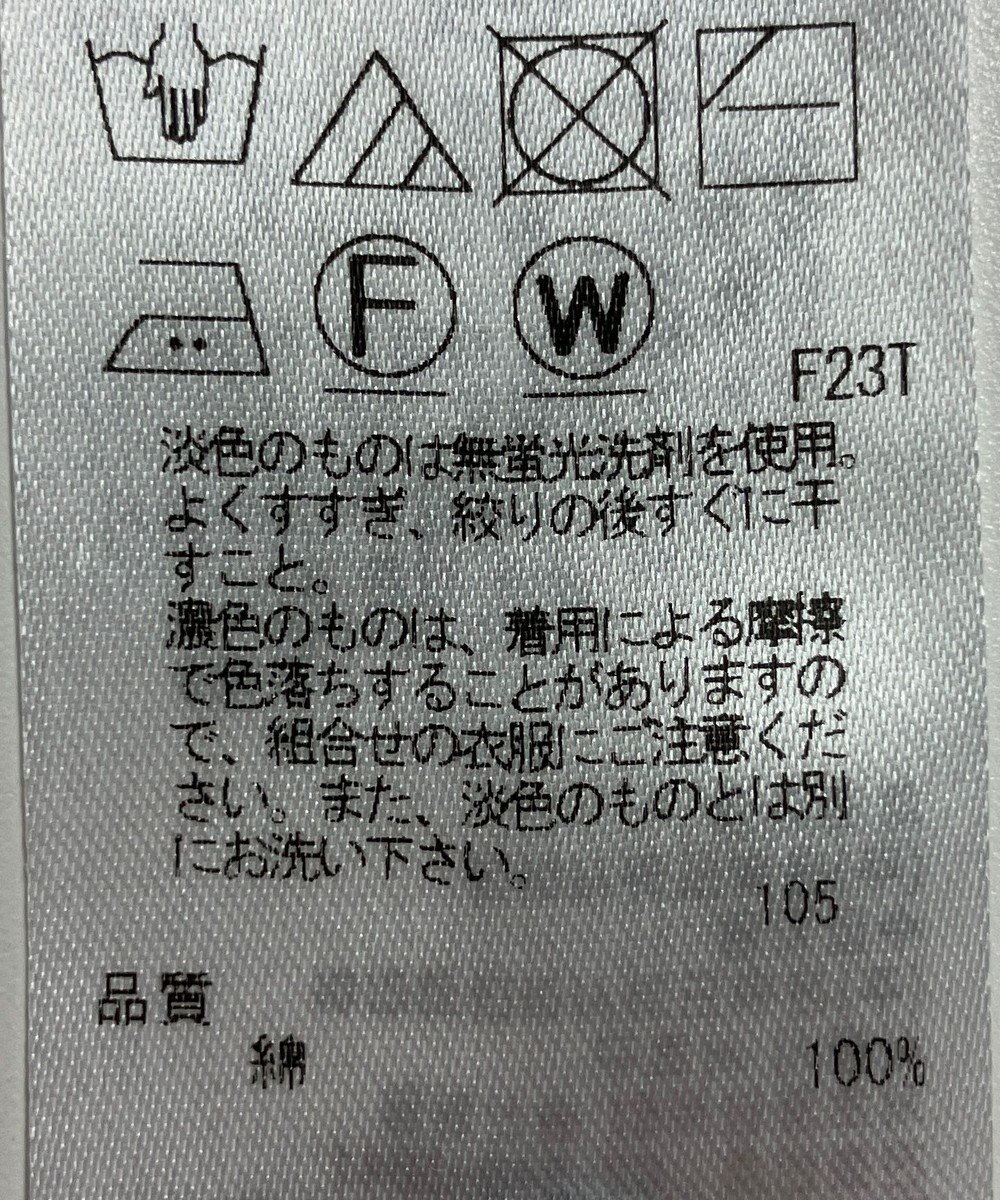 F W
F23T
淡色のものは無蛍光洗剤を使用。
よくすすぎ、絞りの後すぐに干
すこと。
濃色のものは、着用による摩擦
で色落ちすることがありますの
で、組合せの衣服にご注意くだ
さい。また、淡色のものとは別
にお洗い下さい。
105
品質
綿 100%